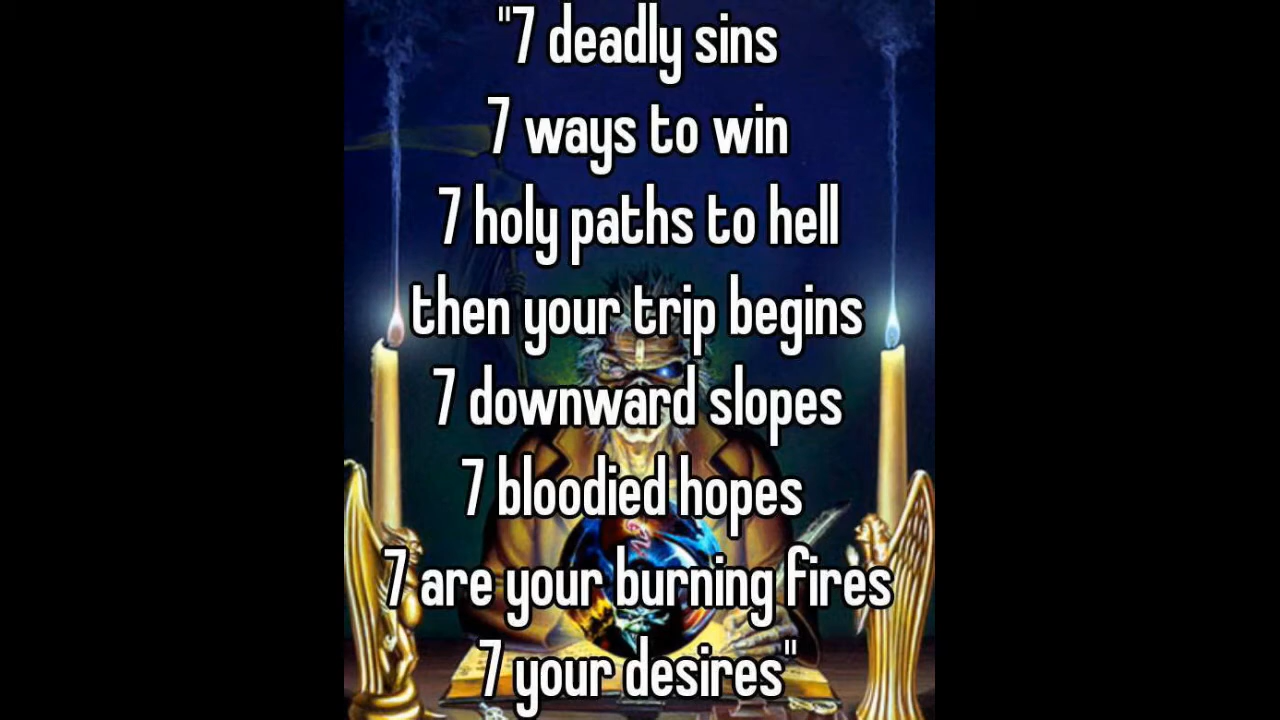 "7 deadly sins
7 ways to win
7 holy paths to hell
then your trip begins
7 downward slopes
7 bloodied hopes
7 are your burning fires
7 your desires"